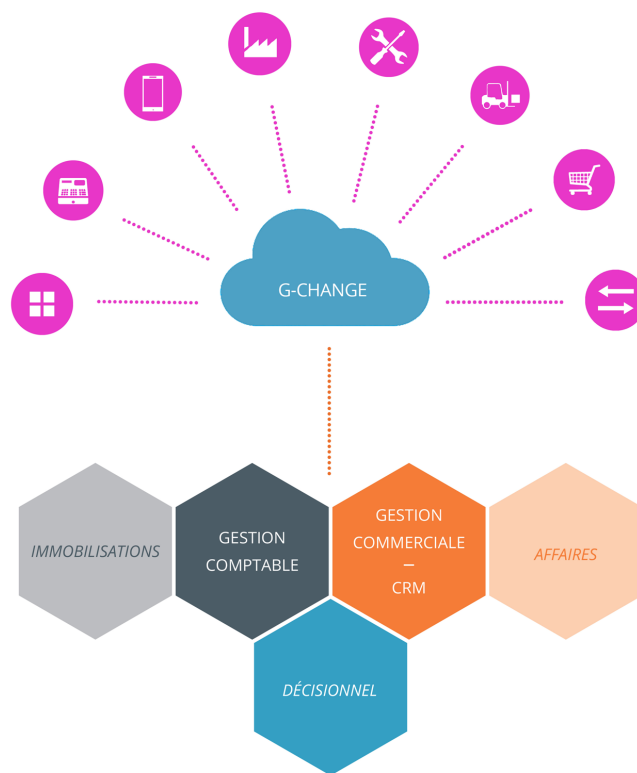 G-CHANGE
IMMOBILISATIONS
GESTION
COMPTABLE
GESTION
COMMERCIALE
–
CRM
AFFAIRES
DÉCISIONNEL